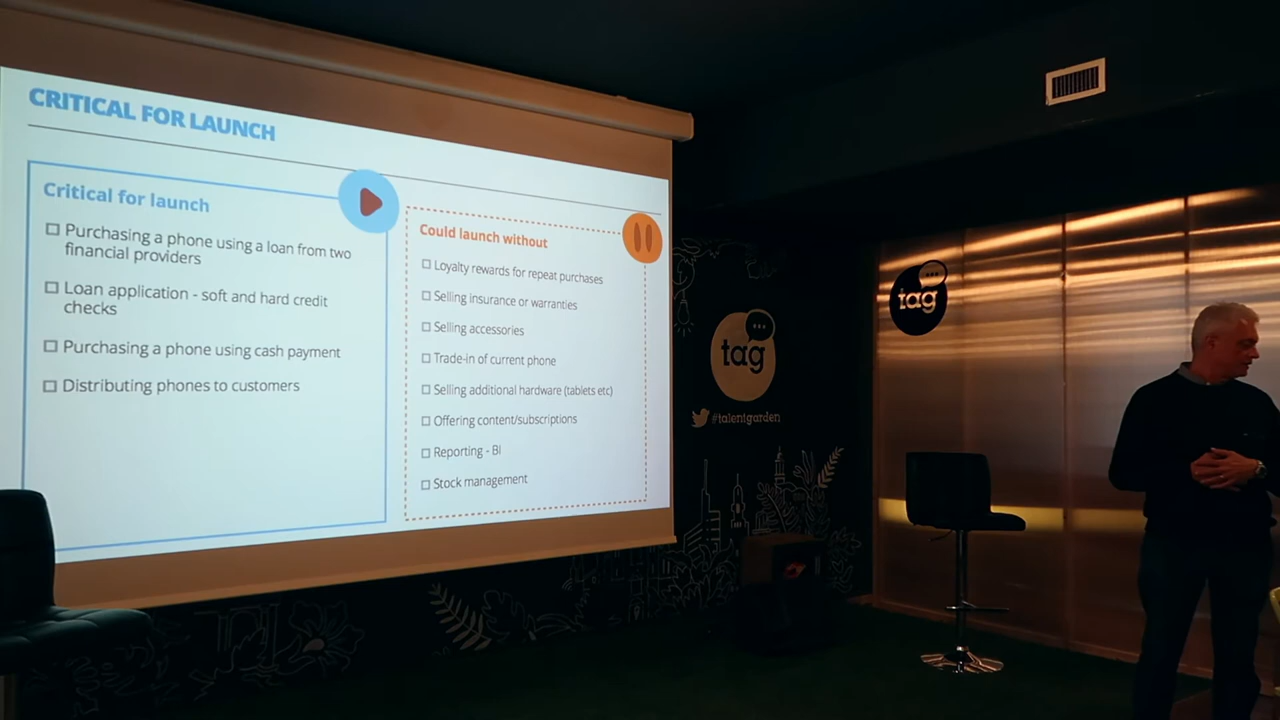 CRITICAL FOR LAUNCH
Critical for launch
Purchasing a phone using a loan from two
financial providers
Loan application - soft and hard credit
checks
Purchasing a phone using cash payment
Distributing phones to customers
Could launch without
Loyalty rewards for repeat purchases
Selling insurance or warranties
Selling accessories
Trade-in of current phone
Selling additional hardware (tablets etc)
Offering content/subscriptions
Reporting - BI
Stock management
tag
#talentgarden
tag